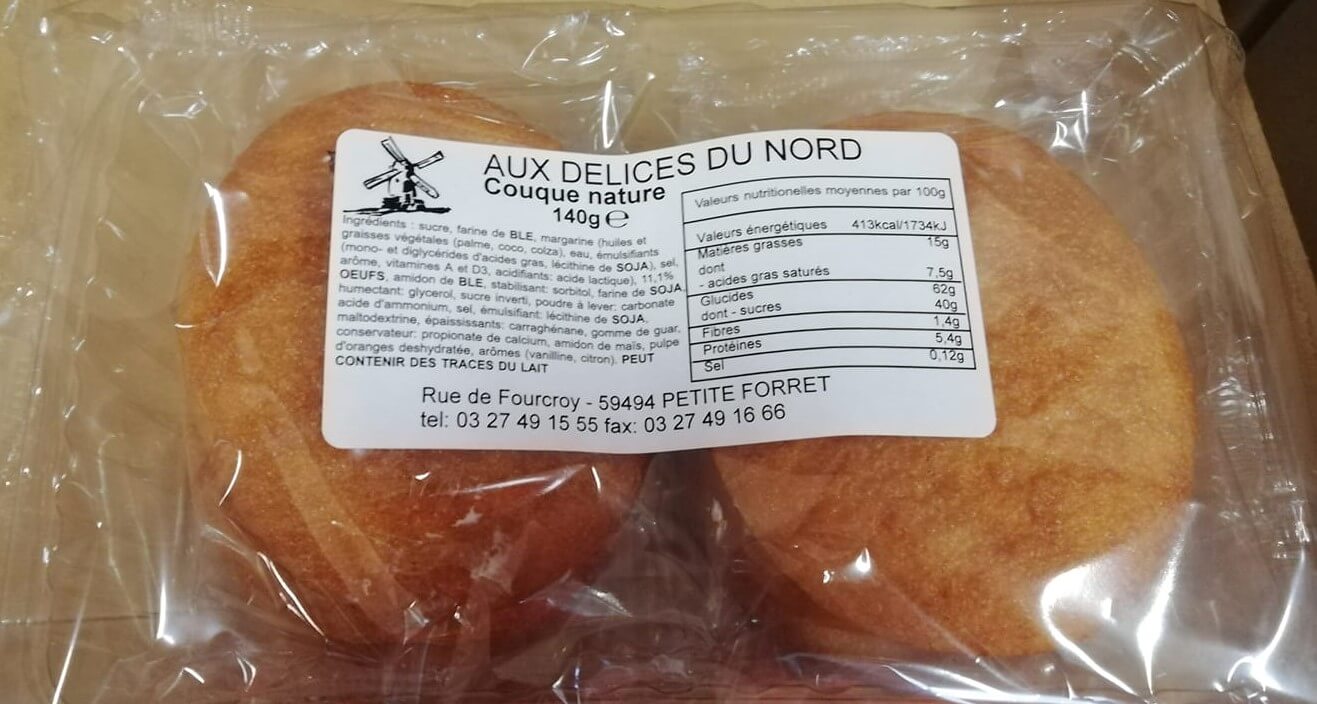 AUX DELICES DU NORD
Couque nature
140g ℮
Ingrédients : sucre, farine de BLE, margarine (huiles et
graisses végétales (palme, coco, colza), eau, émulsifiants
(mono- et diglycérides d'acides gras, lécithine de SOJA), sel,
arôme, vitamines A et D3, acidifiants: acide lactique), 11,1%
OEUFS, amidon de BLE, stabilisant: sorbitol, farine de SOJA,
humectant: glycerol, sucre inverti, poudre à lever: carbonate
acide d'ammonium, sel, émulsifiant: lécithine de SOJA,
maltodextrine, épaississants: carraghénane, gomme de guar,
conservateur: propionate de calcium, amidon de maïs, pulpe
d'oranges deshydratée, arômes (vanilline, citron). PEUT
CONTENIR DES TRACES DU LAIT
Valeurs nutritionelles moyennes par 100g
Valeurs énergétiques 413kcal/1734kJ
Matières grasses 15g
dont
- acides gras saturés 7,5g
Glucides 62g
dont - sucres 40g
Fibres 1,4g
Protéines 5,4g
Sel 0,12g
Rue de Fourcroy - 59494 PETITE FORRET
tel: 03 27 49 15 55 fax: 03 27 49 16 66